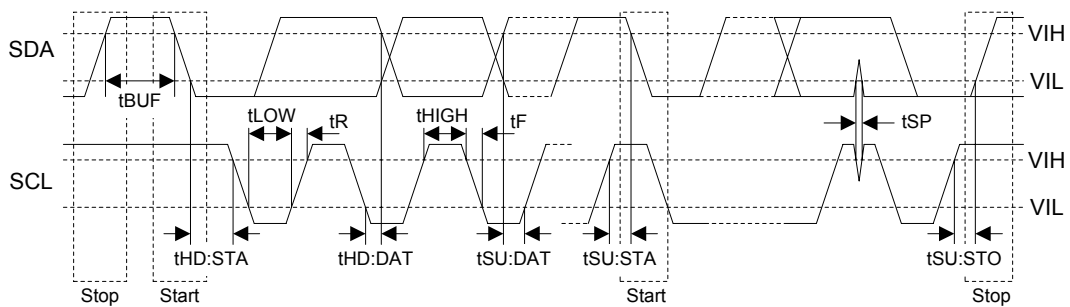 SDA
VIH
VIL
tBUF
tLOW
tR
tHIGH
tF
tSP
SCL
VIH
VIL
tHD:STA
tHD:DAT
tSU:DAT
tSU:STA
tSU:STO
Stop
Start
Start
Stop